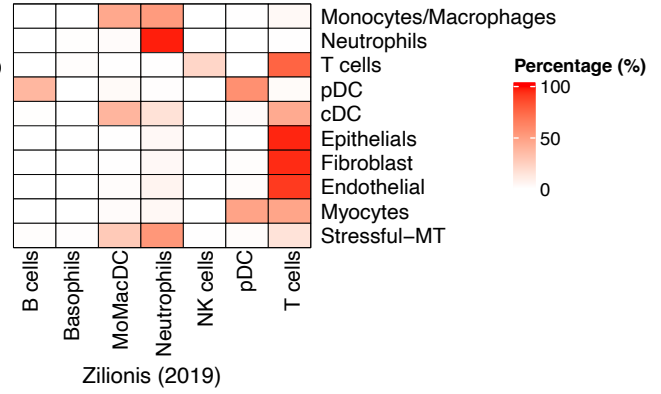 Monocytes/Macrophages
Neutrophils
T cells
pDC
cDC
Epithelials
Fibroblast
Endothelial
Myocytes
Stressful−MT
Percentage (%)
100
50
0
B cells
Basophils
MoMacDC
Neutrophils
NK cells
pDC
T cells
Zilionis (2019)